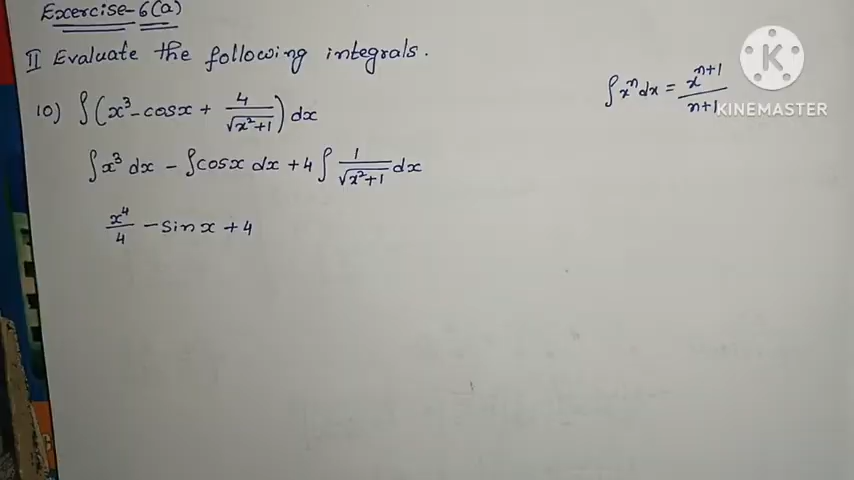 Excercise-6(a)
II Evaluate the following integrals.
10) ∫(x³-cosx + 4/√(x²+1)) dx
∫x³ dx - ∫cosx dx + 4∫ 1/√(x²+1) dx
x⁴/4 - sinx + 4
∫xⁿdx = xⁿ⁺¹/n+1
KINEMASTER